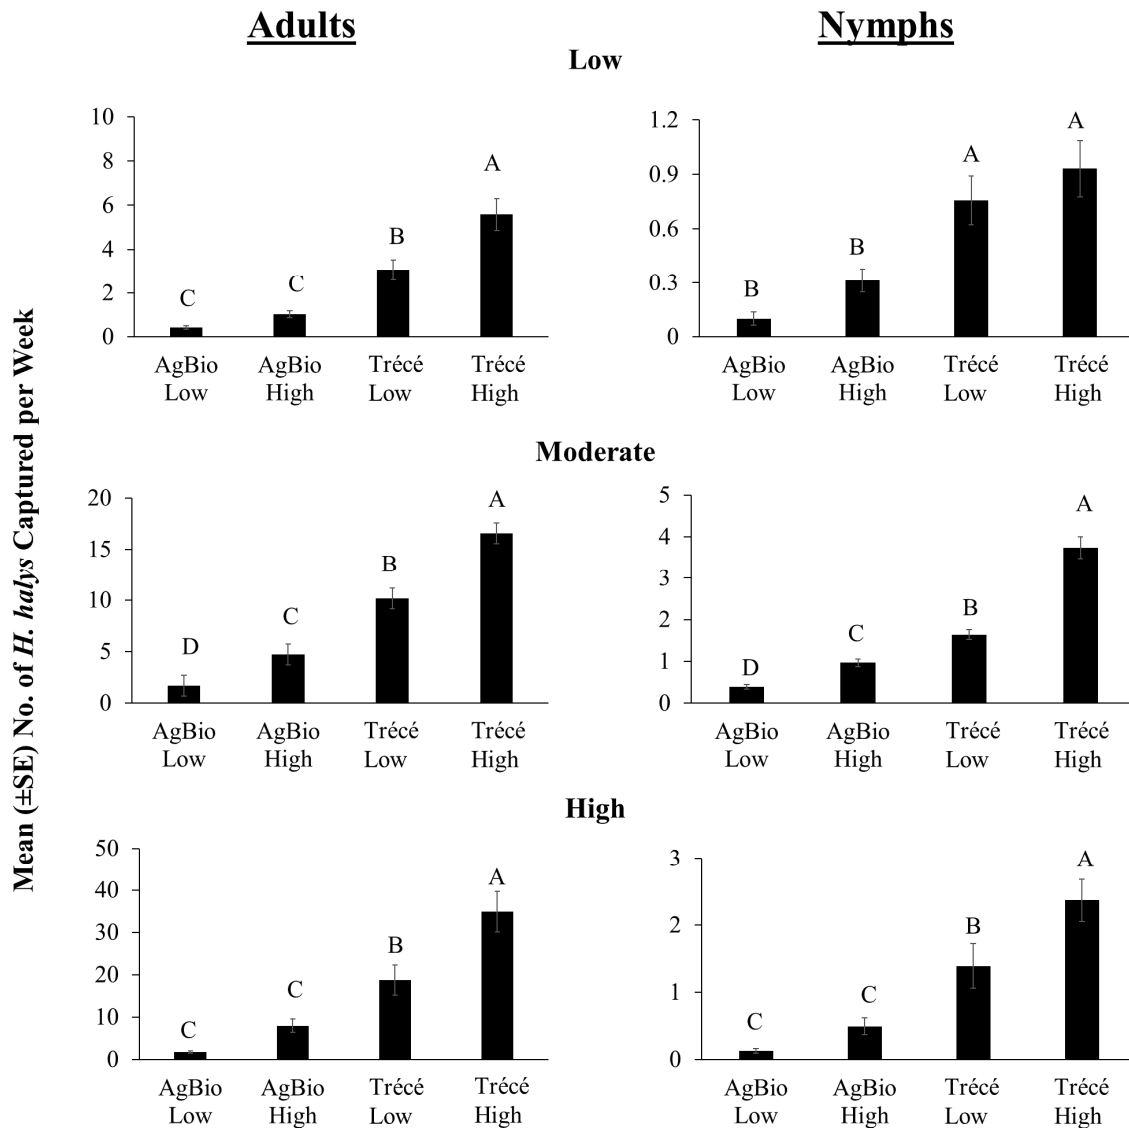 Adults
Nymphs
Low
Mean (±SE) No. of H. halys Captured per Week
10
8
6
4
2
0
C
C
B
A
AgBio
Low
AgBio
High
Trécé
Low
Trécé
High
1.2
0.9
0.6
0.3
0
B
B
A
A
AgBio
Low
AgBio
High
Trécé
Low
Trécé
High
Moderate
20
15
10
5
0
D
C
B
A
AgBio
Low
AgBio
High
Trécé
Low
Trécé
High
5
4
3
2
1
0
D
C
B
A
AgBio
Low
AgBio
High
Trécé
Low
Trécé
High
High
50
40
30
20
10
0
C
C
B
A
AgBio
Low
AgBio
High
Trécé
Low
Trécé
High
3
2
1
0
C
C
B
A
AgBio
Low
AgBio
High
Trécé
Low
Trécé
High